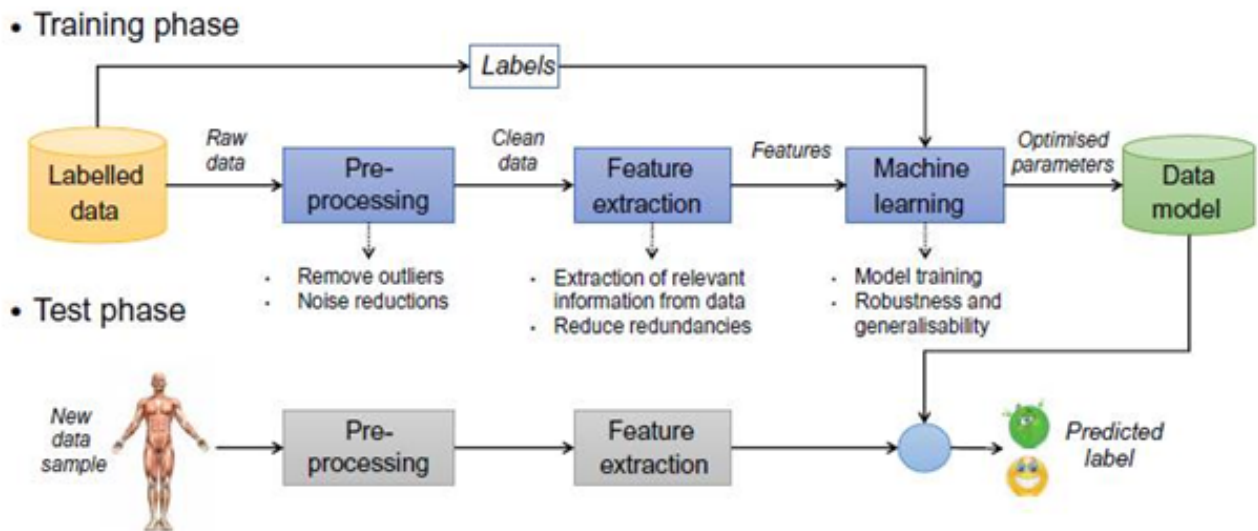 • Training phase
Labels
Raw
data
Clean
data
Features
Optimised
parameters
Labelled
data
Pre-
processing
Feature
extraction
Machine
learning
Data
model
• Remove outliers
• Noise reductions
• Extraction of relevant
information from data
• Reduce redundancies
• Model training
• Robustness and
generalisability
• Test phase
New
data
sample
Pre-
processing
Feature
extraction
Predicted
label